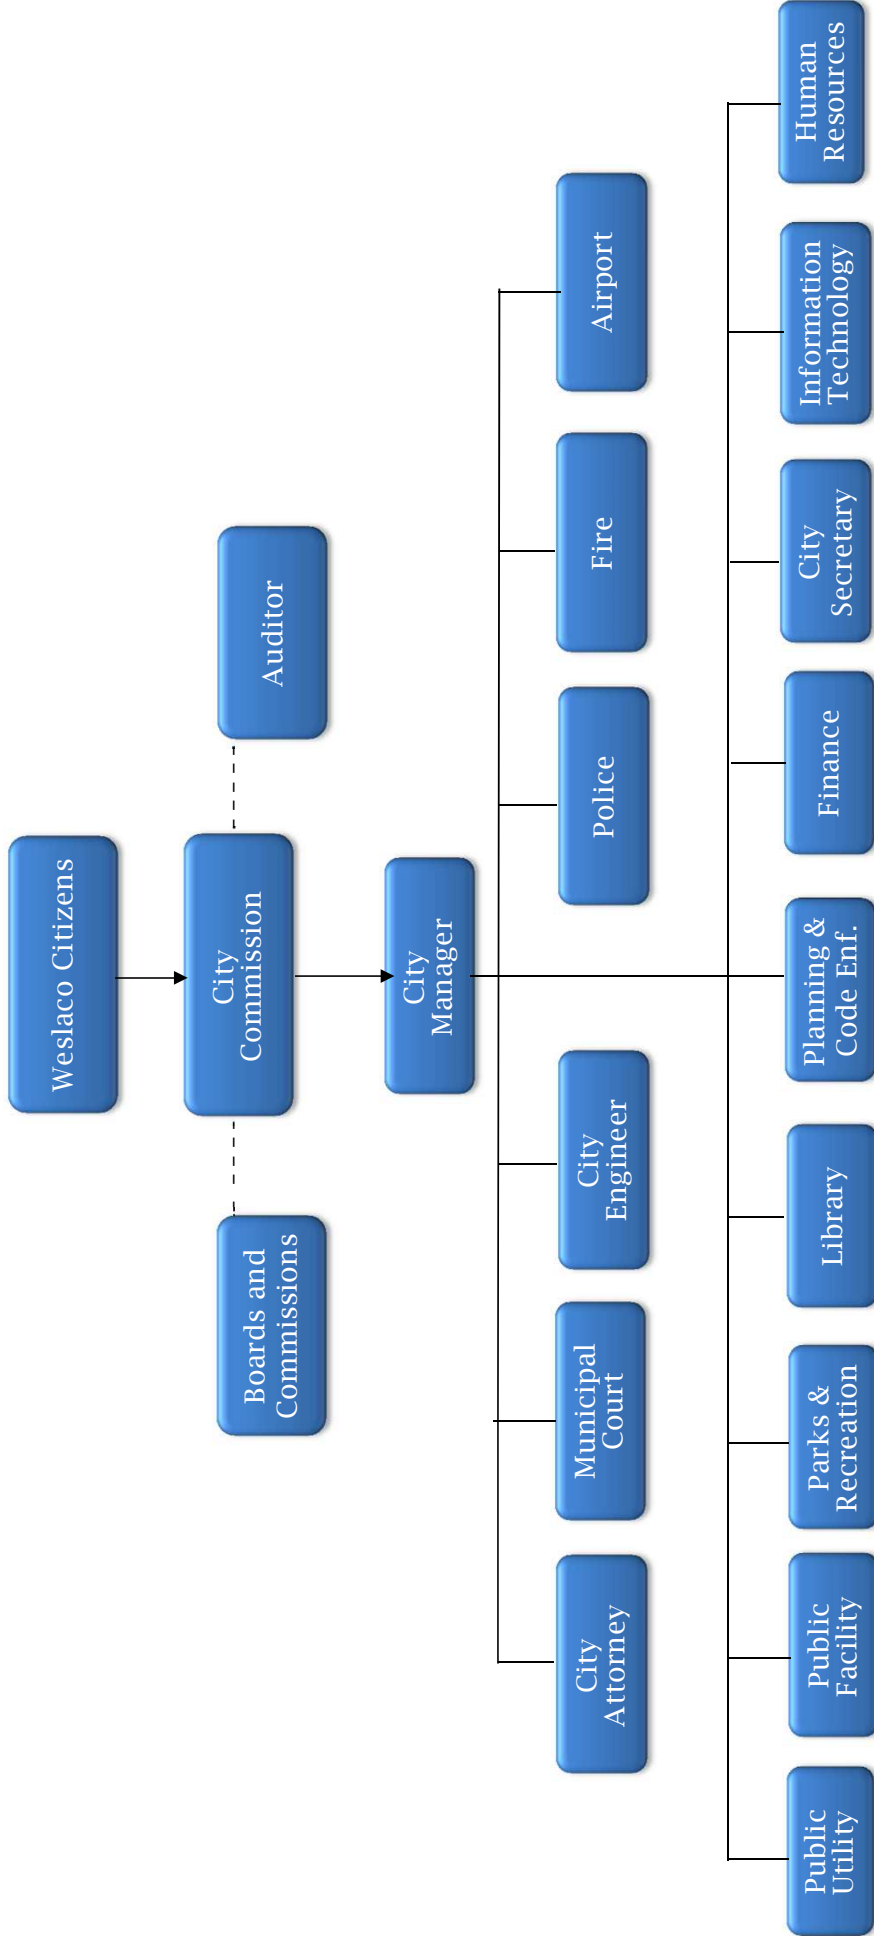 Weslaco Citizens
Boards and
Commissions
City
Commission
Auditor
City
Manager
City
Attorney
Municipal
Court
City
Engineer
Police
Fire
Airport
Public
Utility
Public
Facility
Parks &
Recreation
Library
Planning &
Code Enf.
Finance
City
Secretary
Information
Technology
Human
Resources